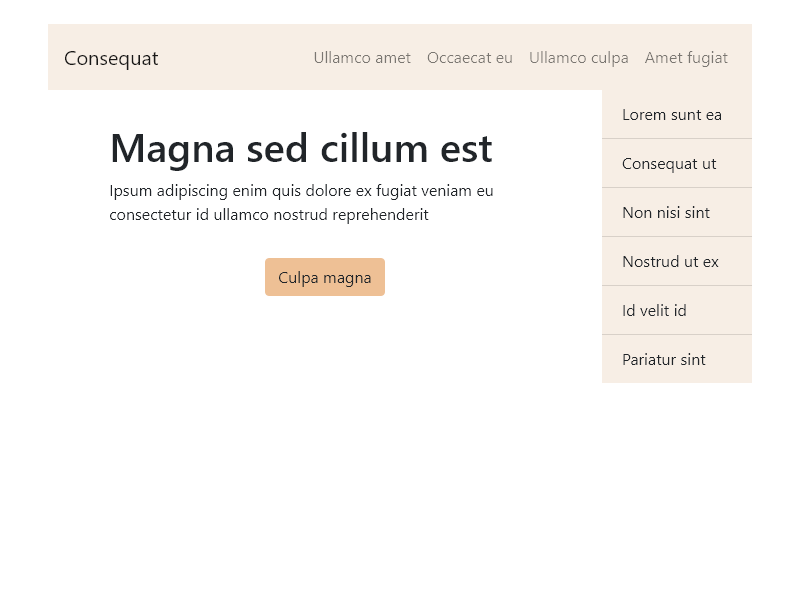 Consequat
Ullamco amet
Occaecat eu
Ullamco culpa
Amet fugiat
Magna sed cillum est
Ipsum adipiscing enim quis dolore ex fugiat veniam eu
consectetur id ullamco nostrud reprehenderit
Culpa magna
Lorem sunt ea
Consequat ut
Non nisi sint
Nostrud ut ex
Id velit id
Pariatur sint